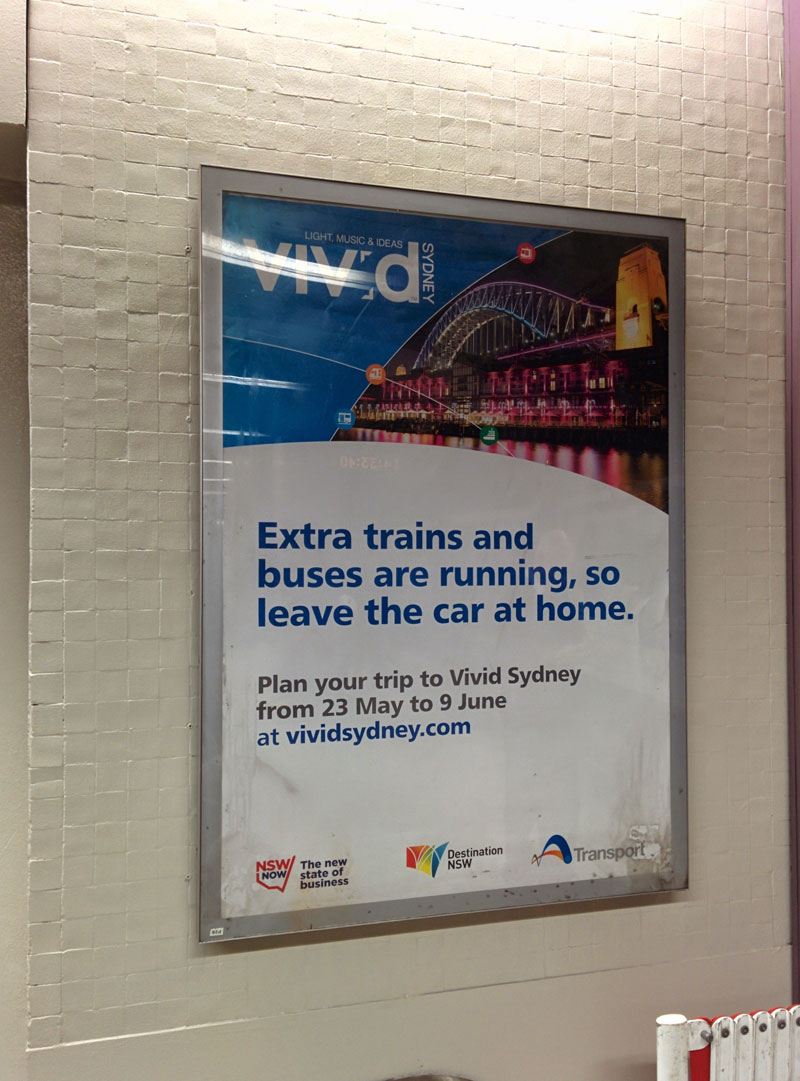 LIGHT, MUSIC & IDEAS
VIVID
SYDNEY
Extra trains and
buses are running, so
leave the car at home.
Plan your trip to Vivid Sydney
from 23 May to 9 June
at vividsydney.com
NSW
NOW
The new
state of
business
Destination
NSW
Transport